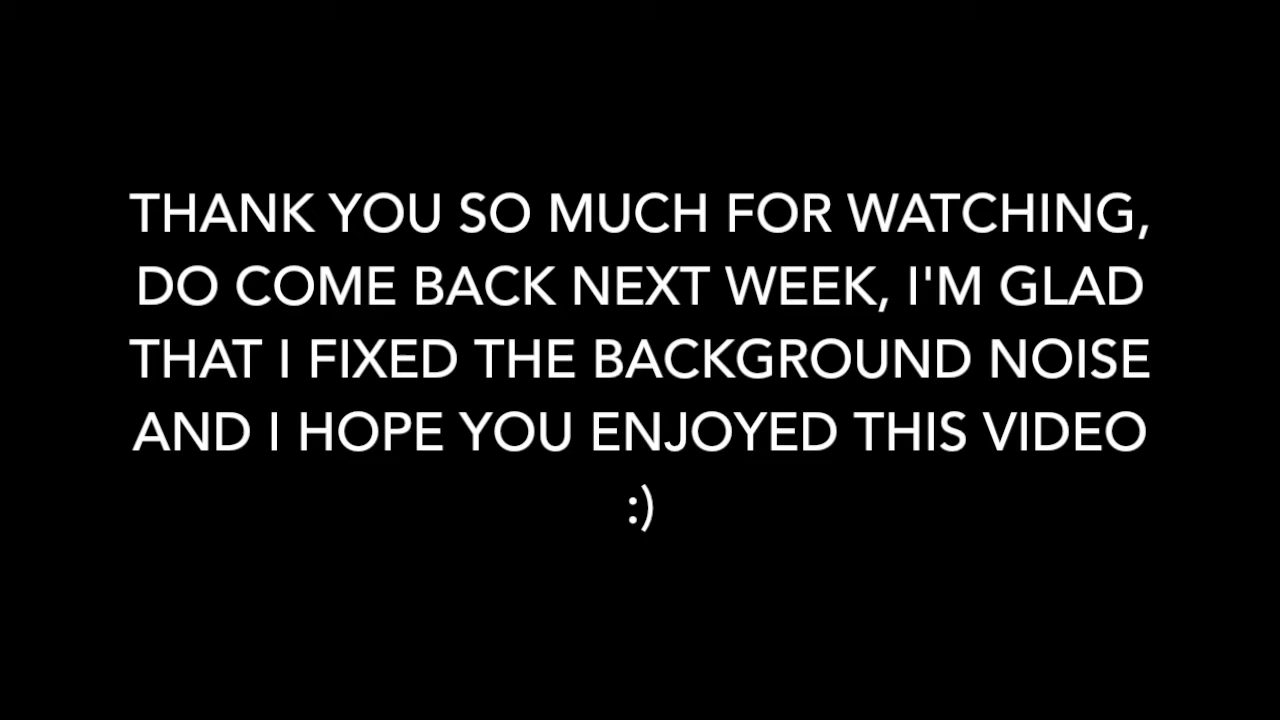 THANK YOU SO MUCH FOR WATCHING,
DO COME BACK NEXT WEEK, I'M GLAD
THAT I FIXED THE BACKGROUND NOISE
AND I HOPE YOU ENJOYED THIS VIDEO
:)